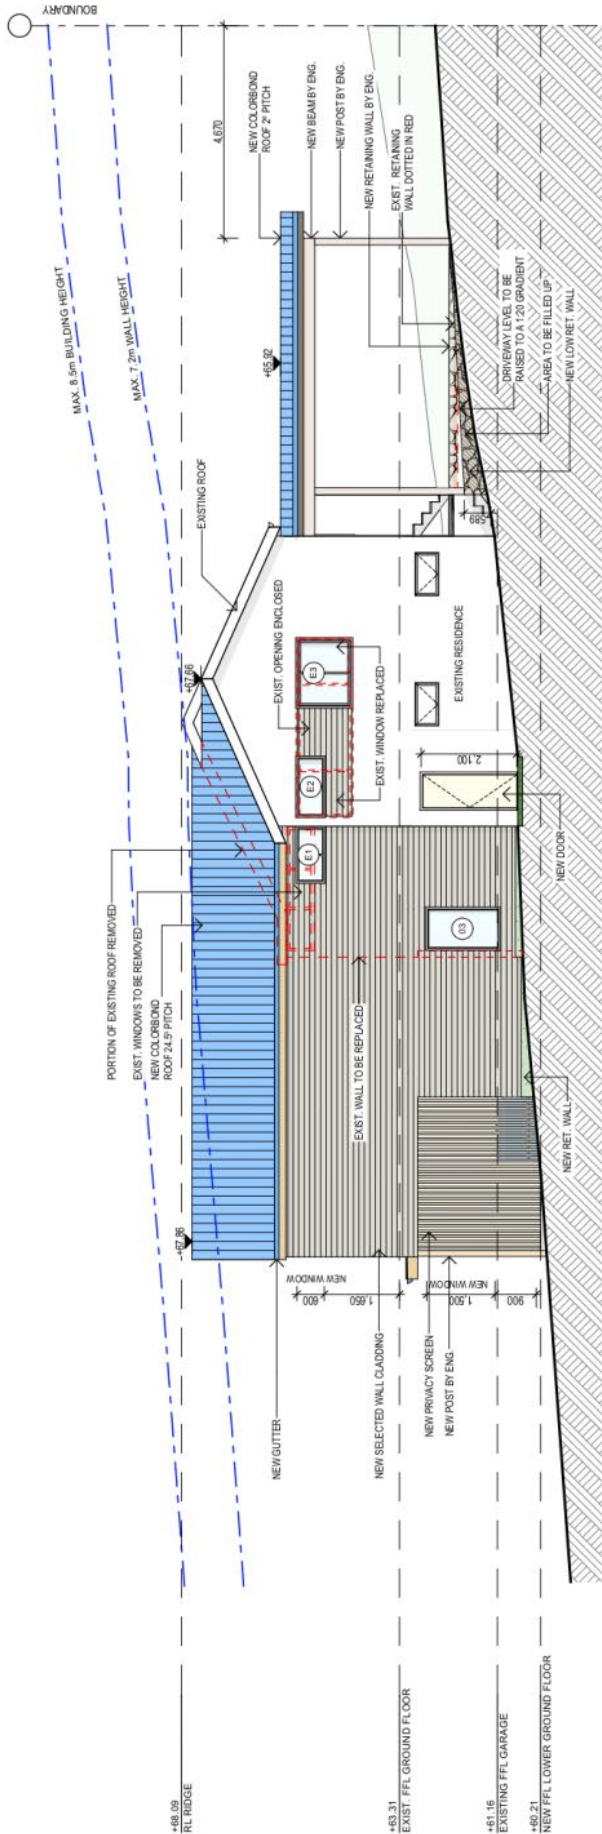 BOUNDARY
MAX. 8.5m BUILDING HEIGHT
MAX. 7.2m WALL HEIGHT
4,670
NEW COLORBOND
ROOF 2° PITCH
NEW BEAM BY ENG.
NEW POST BY ENG.
NEW RETAINING WALL BY ENG.
EXIST. RETAINING
WALL DOTTED IN RED
+65.92
DRIVEWAY LEVEL TO BE
RAISED TO A 1:20 GRADIENT
AREA TO BE FILLED UP
NEW LOW RET. WALL
589
EXISTING ROOF
+67.66
EXIST. OPENING ENCLOSED
E3
E2
E1
EXIST. WINDOW REPLACED
EXISTING RESIDENCE
2,100
NEW DOOR
03
PORTION OF EXISTING ROOF REMOVED
EXIST. WINDOWS TO BE REMOVED
NEW COLORBOND
ROOF 24.5° PITCH
EXIST. WALL TO BE REPLACED
NEW RET. WALL
+67.86
NEW WINDOW
600
1,650
NEW WINDOW
1,500
900
NEW GUTTER
NEW SELECTED WALL CLADDING
NEW PRIVACY SCREEN
NEW POST BY ENG.
+68.09
RL RIDGE
+63.31
EXIST. FFL GROUND FLOOR
+61.16
EXISTING FFL GARAGE
+60.21
NEW FFL LOWER GROUND FLOOR